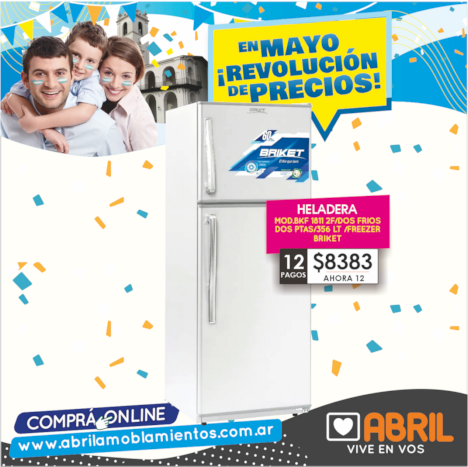 EN MAYO
¡REVOLUCIÓN
DE PRECIOS!
BRIKET
HELADERA
MOD.BKF 1811 2F/DOS FRIOS
DOS PTAS/356 LT /FREEZER
BRIKET
12 PAGOS
$8383
AHORA 12
COMPRÁ ONLINE
www.abrilamoblamientos.com.ar
ABRIL
VIVE EN VOS